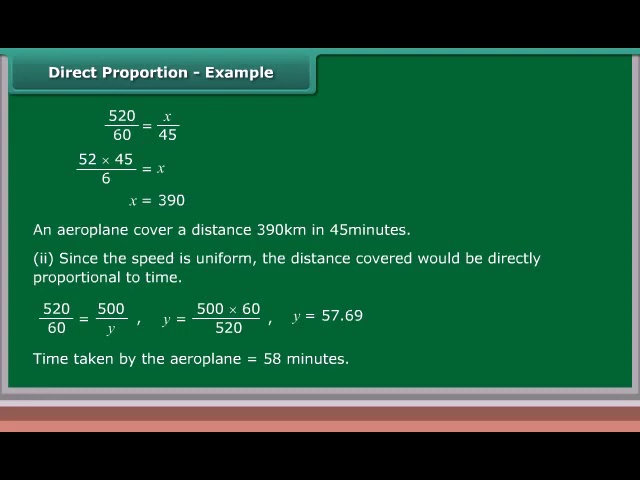 Direct Proportion - Example
520/60 = x/45
52 × 45/6 = x
x = 390
An aeroplane cover a distance 390km in 45minutes.
(ii) Since the speed is uniform, the distance covered would be directly
proportional to time.
520/60 = 500/y , y = 500 × 60/520 , y = 57.69
Time taken by the aeroplane = 58 minutes.